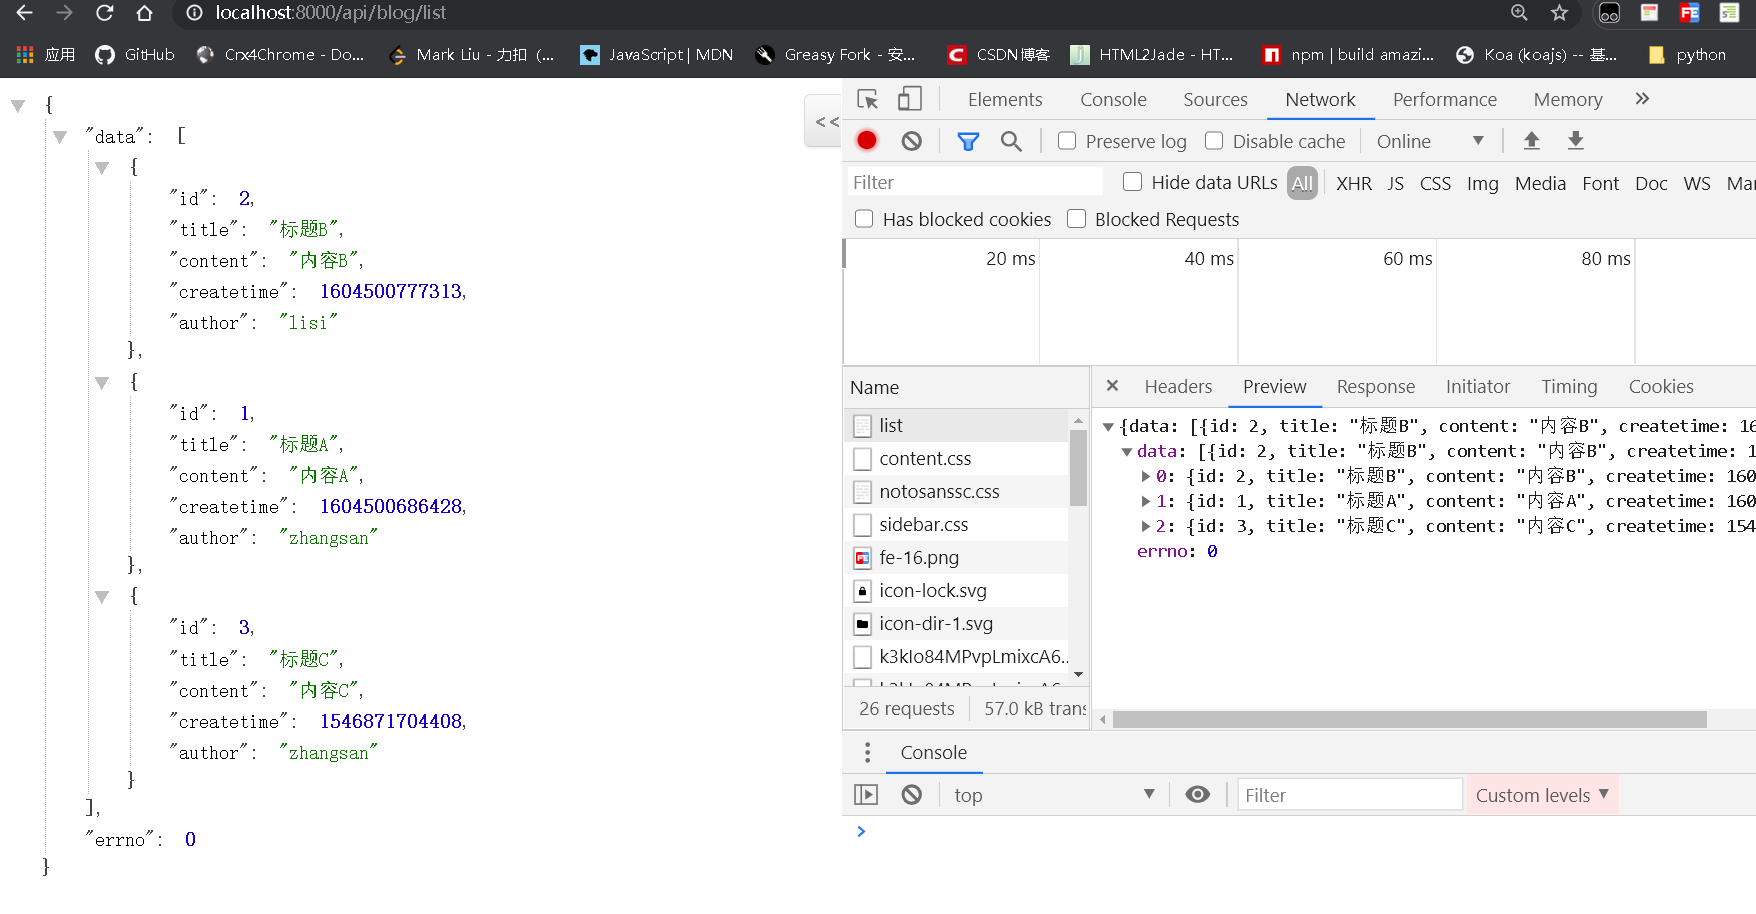 localhost:8000/api/blog/list
应用 GitHub Crx4Chrome - Do... Mark Liu - 力扣 (... JavaScript | MDN Greasy Fork - 安... CSDN博客 HTML2Jade - HT... npm | build amazi... Koa (koajs) -- 基... python
{
"data": [
{
"id": 2,
"title": "标题B",
"content": "内容B",
"createtime": 1604500777313,
"author": "lisi"
},
{
"id": 1,
"title": "标题A",
"content": "内容A",
"createtime": 1604500686428,
"author": "zhangsan"
},
{
"id": 3,
"title": "标题C",
"content": "内容C",
"createtime": 1546871704408,
"author": "zhangsan"
}
],
"errno": 0
}
<<
Elements Console Sources Network Performance Memory
Preserve log Disable cache Online
Filter Hide data URLs All XHR JS CSS Img Media Font Doc WS Mar
Has blocked cookies Blocked Requests
20 ms 40 ms 60 ms 80 ms
Name
list
content.css
notosanssc.css
sidebar.css
fe-16.png
icon-lock.svg
icon-dir-1.svg
k3kIo84MPvpLmixcA6..
26 requests 57.0 kB trans
Headers Preview Response Initiator Timing Cookies
{data: [{id: 2, title: "标题B", content: "内容B", createtime: 16
data: [{id: 2, title: "标题B", content: "内容B", createtime: 1
0: {id: 2, title: "标题B", content: "内容B", createtime: 160
1: {id: 1, title: "标题A", content: "内容A", createtime: 160
2: {id: 3, title: "标题C", content: "内容C", createtime: 154
errno: 0
Console
top Filter Custom levels